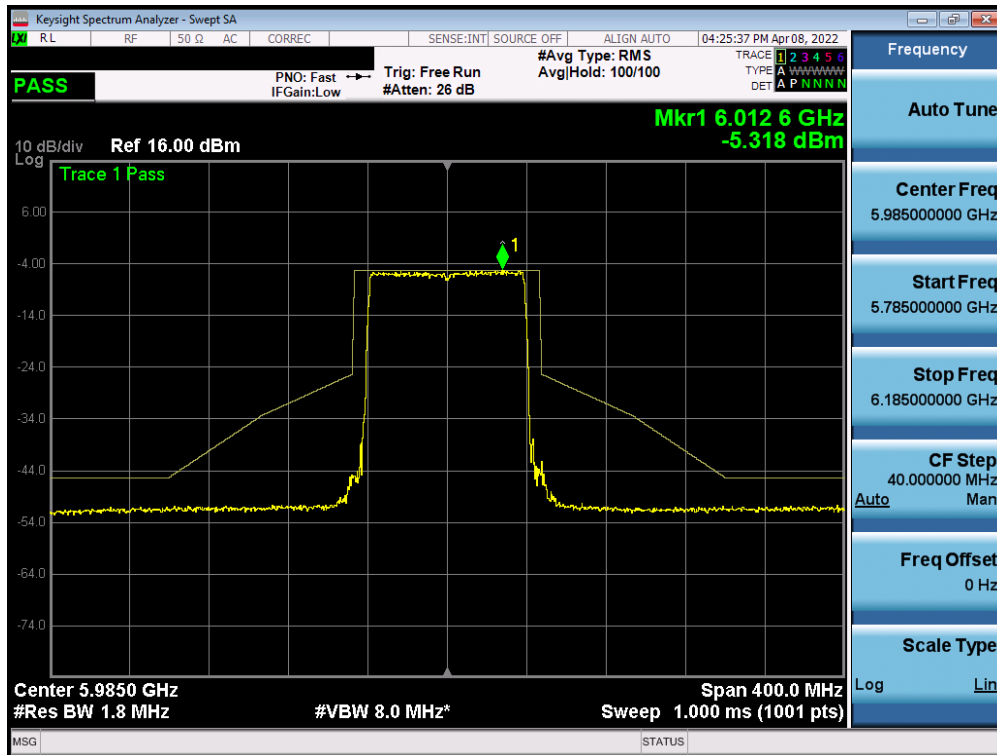 Keysight Spectrum Analyzer - Swept SA
LXI RL RF 50 Ω AC CORREC SENSE:INT SOURCE OFF ALIGN AUTO 04:25:37 PM Apr 08, 2022
PASS
PNO: Fast
IFGain:Low
Trig: Free Run
#Atten: 26 dB
#Avg Type: RMS
Avg|Hold: 100/100
TRACE 1 2 3 4 5 6
TYPE A WWWWW
DET A P N N N N
Mkr1 6.012 6 GHz
-5.318 dBm
10 dB/div Ref 16.00 dBm
Log
Trace 1 Pass
1
6.00
-4.00
-14.0
-24.0
-34.0
-44.0
-54.0
-64.0
-74.0
Center 5.9850 GHz Span 400.0 MHz
#Res BW 1.8 MHz #VBW 8.0 MHz* Sweep 1.000 ms (1001 pts)
MSG STATUS
Frequency
Auto Tune
Center Freq
5.985000000 GHz
Start Freq
5.785000000 GHz
Stop Freq
6.185000000 GHz
CF Step
40.000000 MHz
Auto Man
Freq Offset
0 Hz
Scale Type
Log Lin